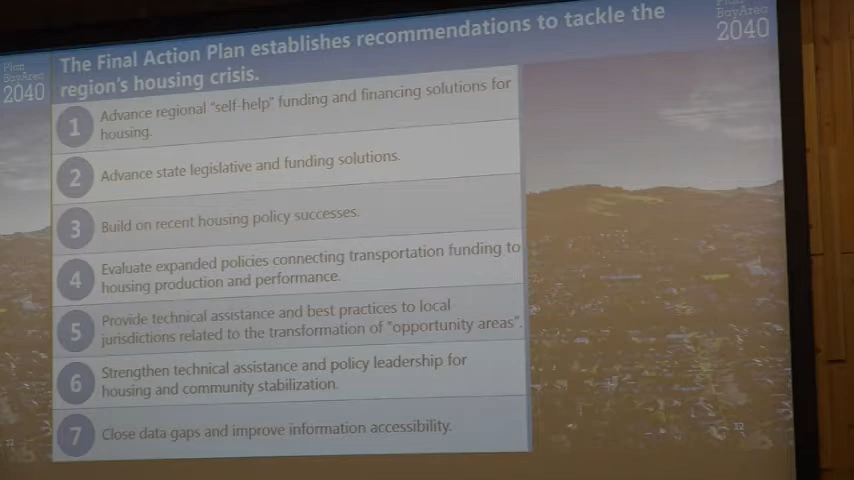 Plan
BayArea
2040
The Final Action Plan establishes recommendations to tackle the
region's housing crisis.
Plan
BayArea
2040
1 Advance regional "self-help" funding and financing solutions for
housing.
2 Advance state legislative and funding solutions.
3 Build on recent housing policy successes.
4 Evaluate expanded policies connecting transportation funding to
housing production and performance.
5 Provide technical assistance and best practices to local
jurisdictions related to the transformation of "opportunity areas".
6 Strengthen technical assistance and policy leadership for
housing and community stabilization.
7 Close data gaps and improve information accessibility.
12
12